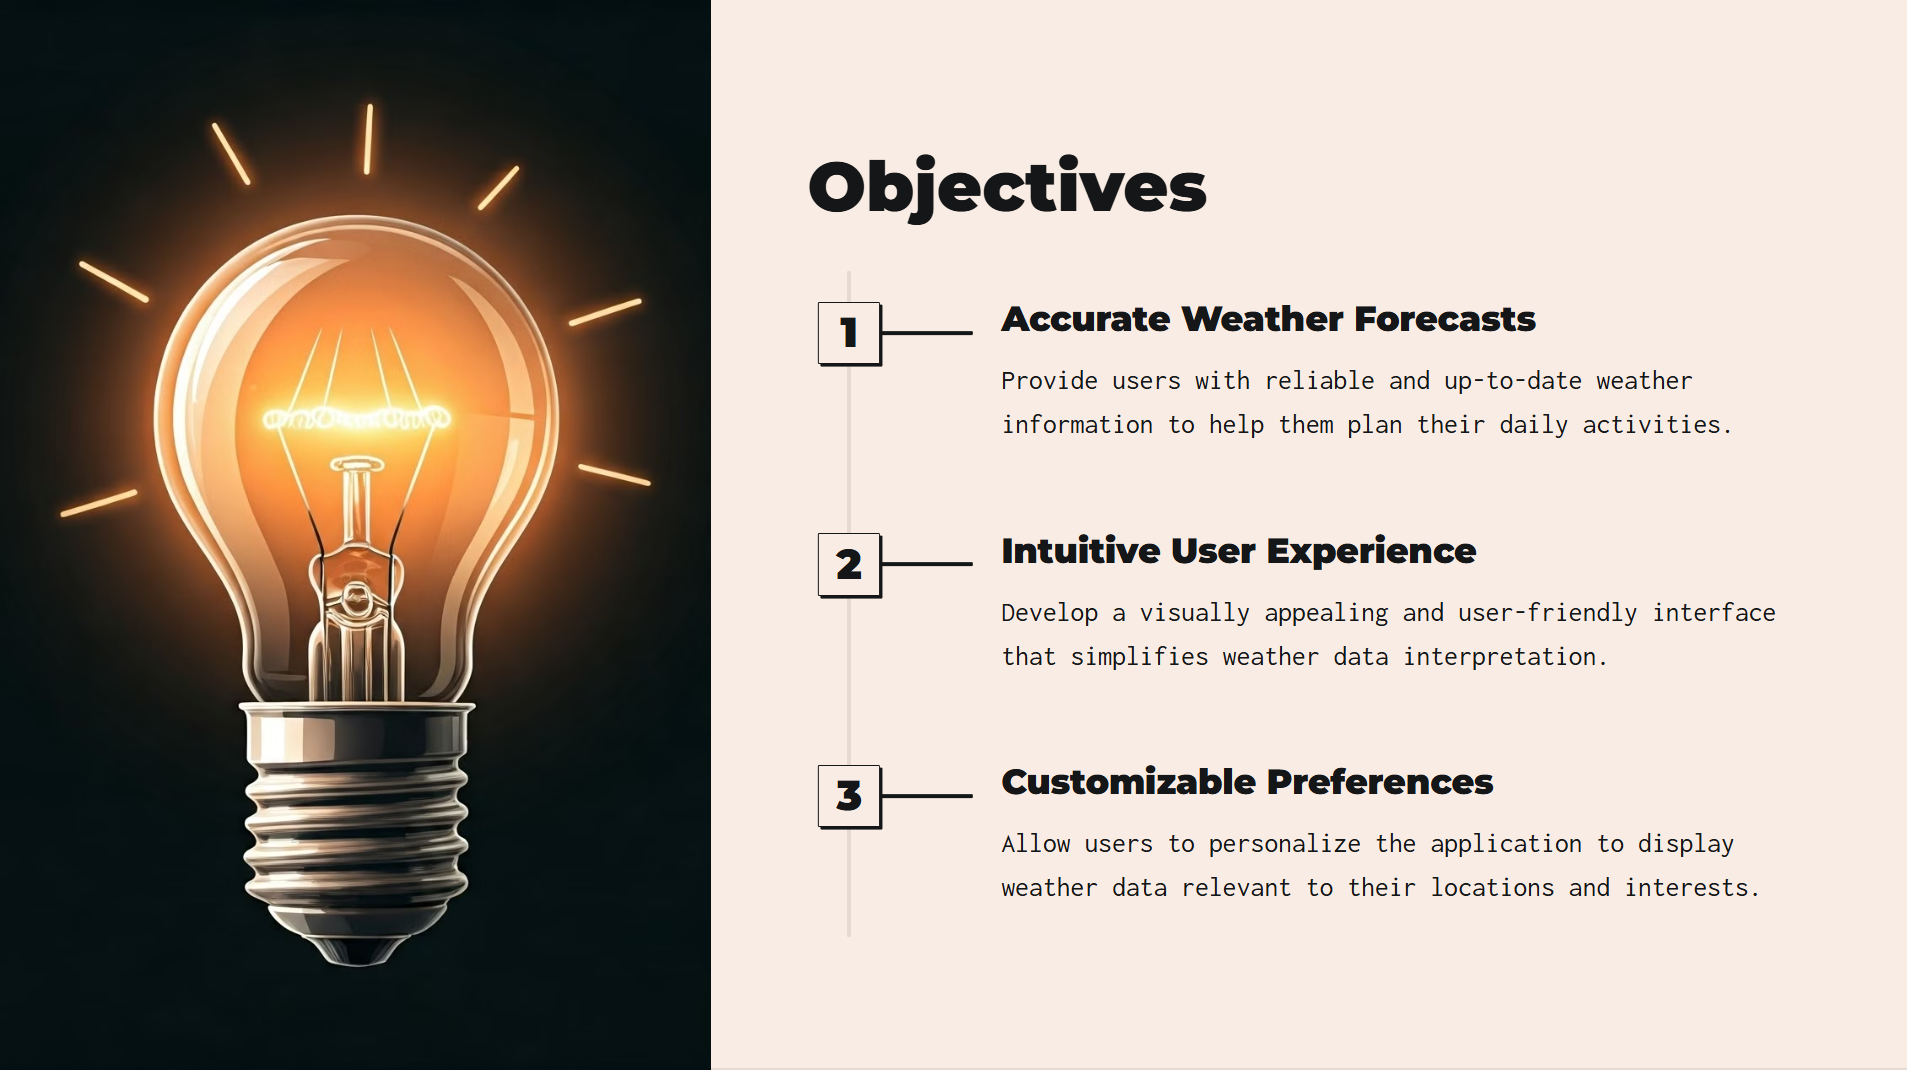 Objectives
1
Accurate Weather Forecasts
Provide users with reliable and up-to-date weather
information to help them plan their daily activities.
2
Intuitive User Experience
Develop a visually appealing and user-friendly interface
that simplifies weather data interpretation.
3
Customizable Preferences
Allow users to personalize the application to display
weather data relevant to their locations and interests.